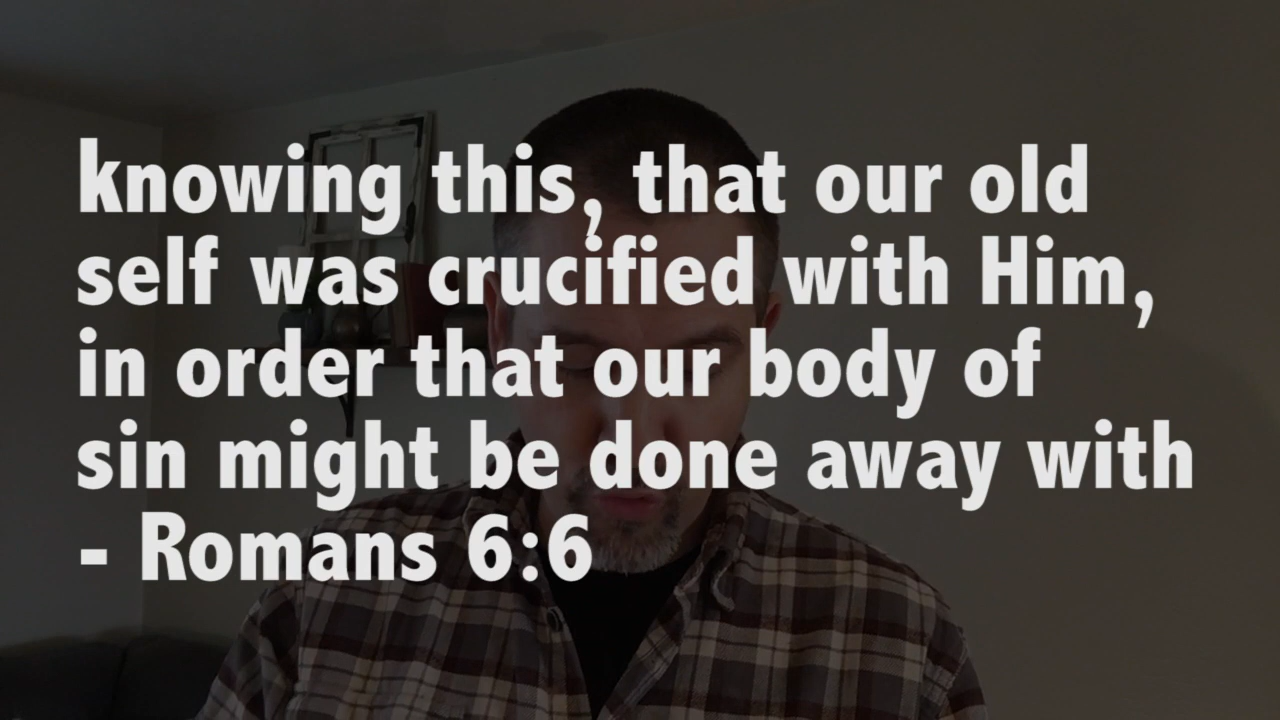 knowing this, that our old
self was crucified with Him,
in order that our body of
sin might be done away with
- Romans 6:6